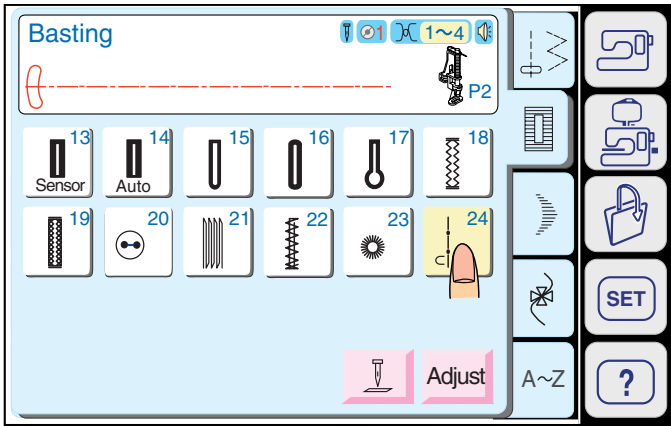 Basting
1 1~4
P2
13 14 15 16 17 18
Sensor Auto
19 20 21 22 23 24
Adjust
A~Z
SET
?